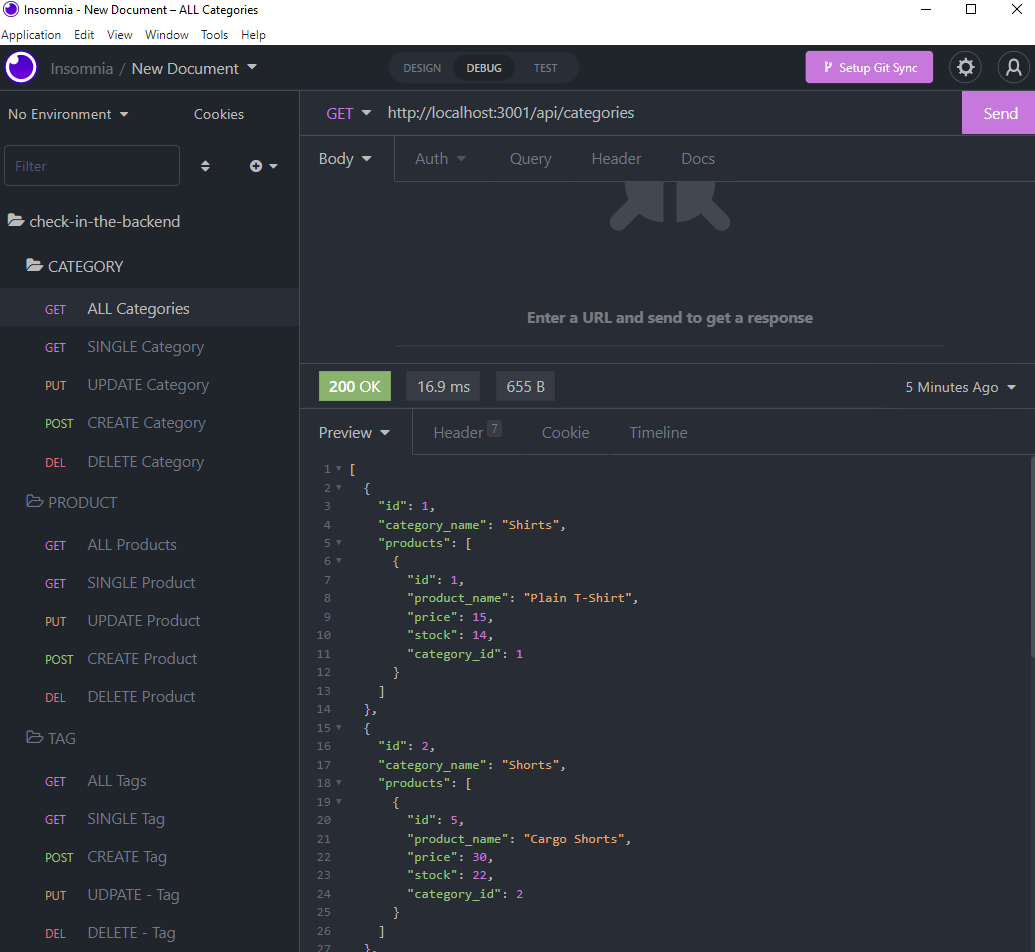 Insomnia - New Document – ALL Categories
Application Edit View Window Tools Help
Insomnia / New Document
DESIGN DEBUG TEST
Setup Git Sync
No Environment Cookies
Filter
check-in-the-backend
CATEGORY
GET ALL Categories
GET SINGLE Category
PUT UPDATE Category
POST CREATE Category
DEL DELETE Category
PRODUCT
GET ALL Products
GET SINGLE Product
PUT UPDATE Product
POST CREATE Product
DEL DELETE Product
TAG
GET ALL Tags
GET SINGLE Tag
POST CREATE Tag
PUT UDPATE - Tag
DEL DELETE - Tag
GET http://localhost:3001/api/categories Send
Body Auth Query Header Docs
Enter a URL and send to get a response
200 OK 16.9 ms 655 B 5 Minutes Ago
Preview Header 7 Cookie Timeline
1 [
2 {
3 "id": 1,
4 "category_name": "Shirts",
5 "products": [
6 {
7 "id": 1,
8 "product_name": "Plain T-Shirt",
9 "price": 15,
10 "stock": 14,
11 "category_id": 1
12 }
13 ]
14 },
15 {
16 "id": 2,
17 "category_name": "Shorts",
18 "products": [
19 {
20 "id": 5,
21 "product_name": "Cargo Shorts",
22 "price": 30,
23 "stock": 22,
24 "category_id": 2
25 }
26 ]
27 },